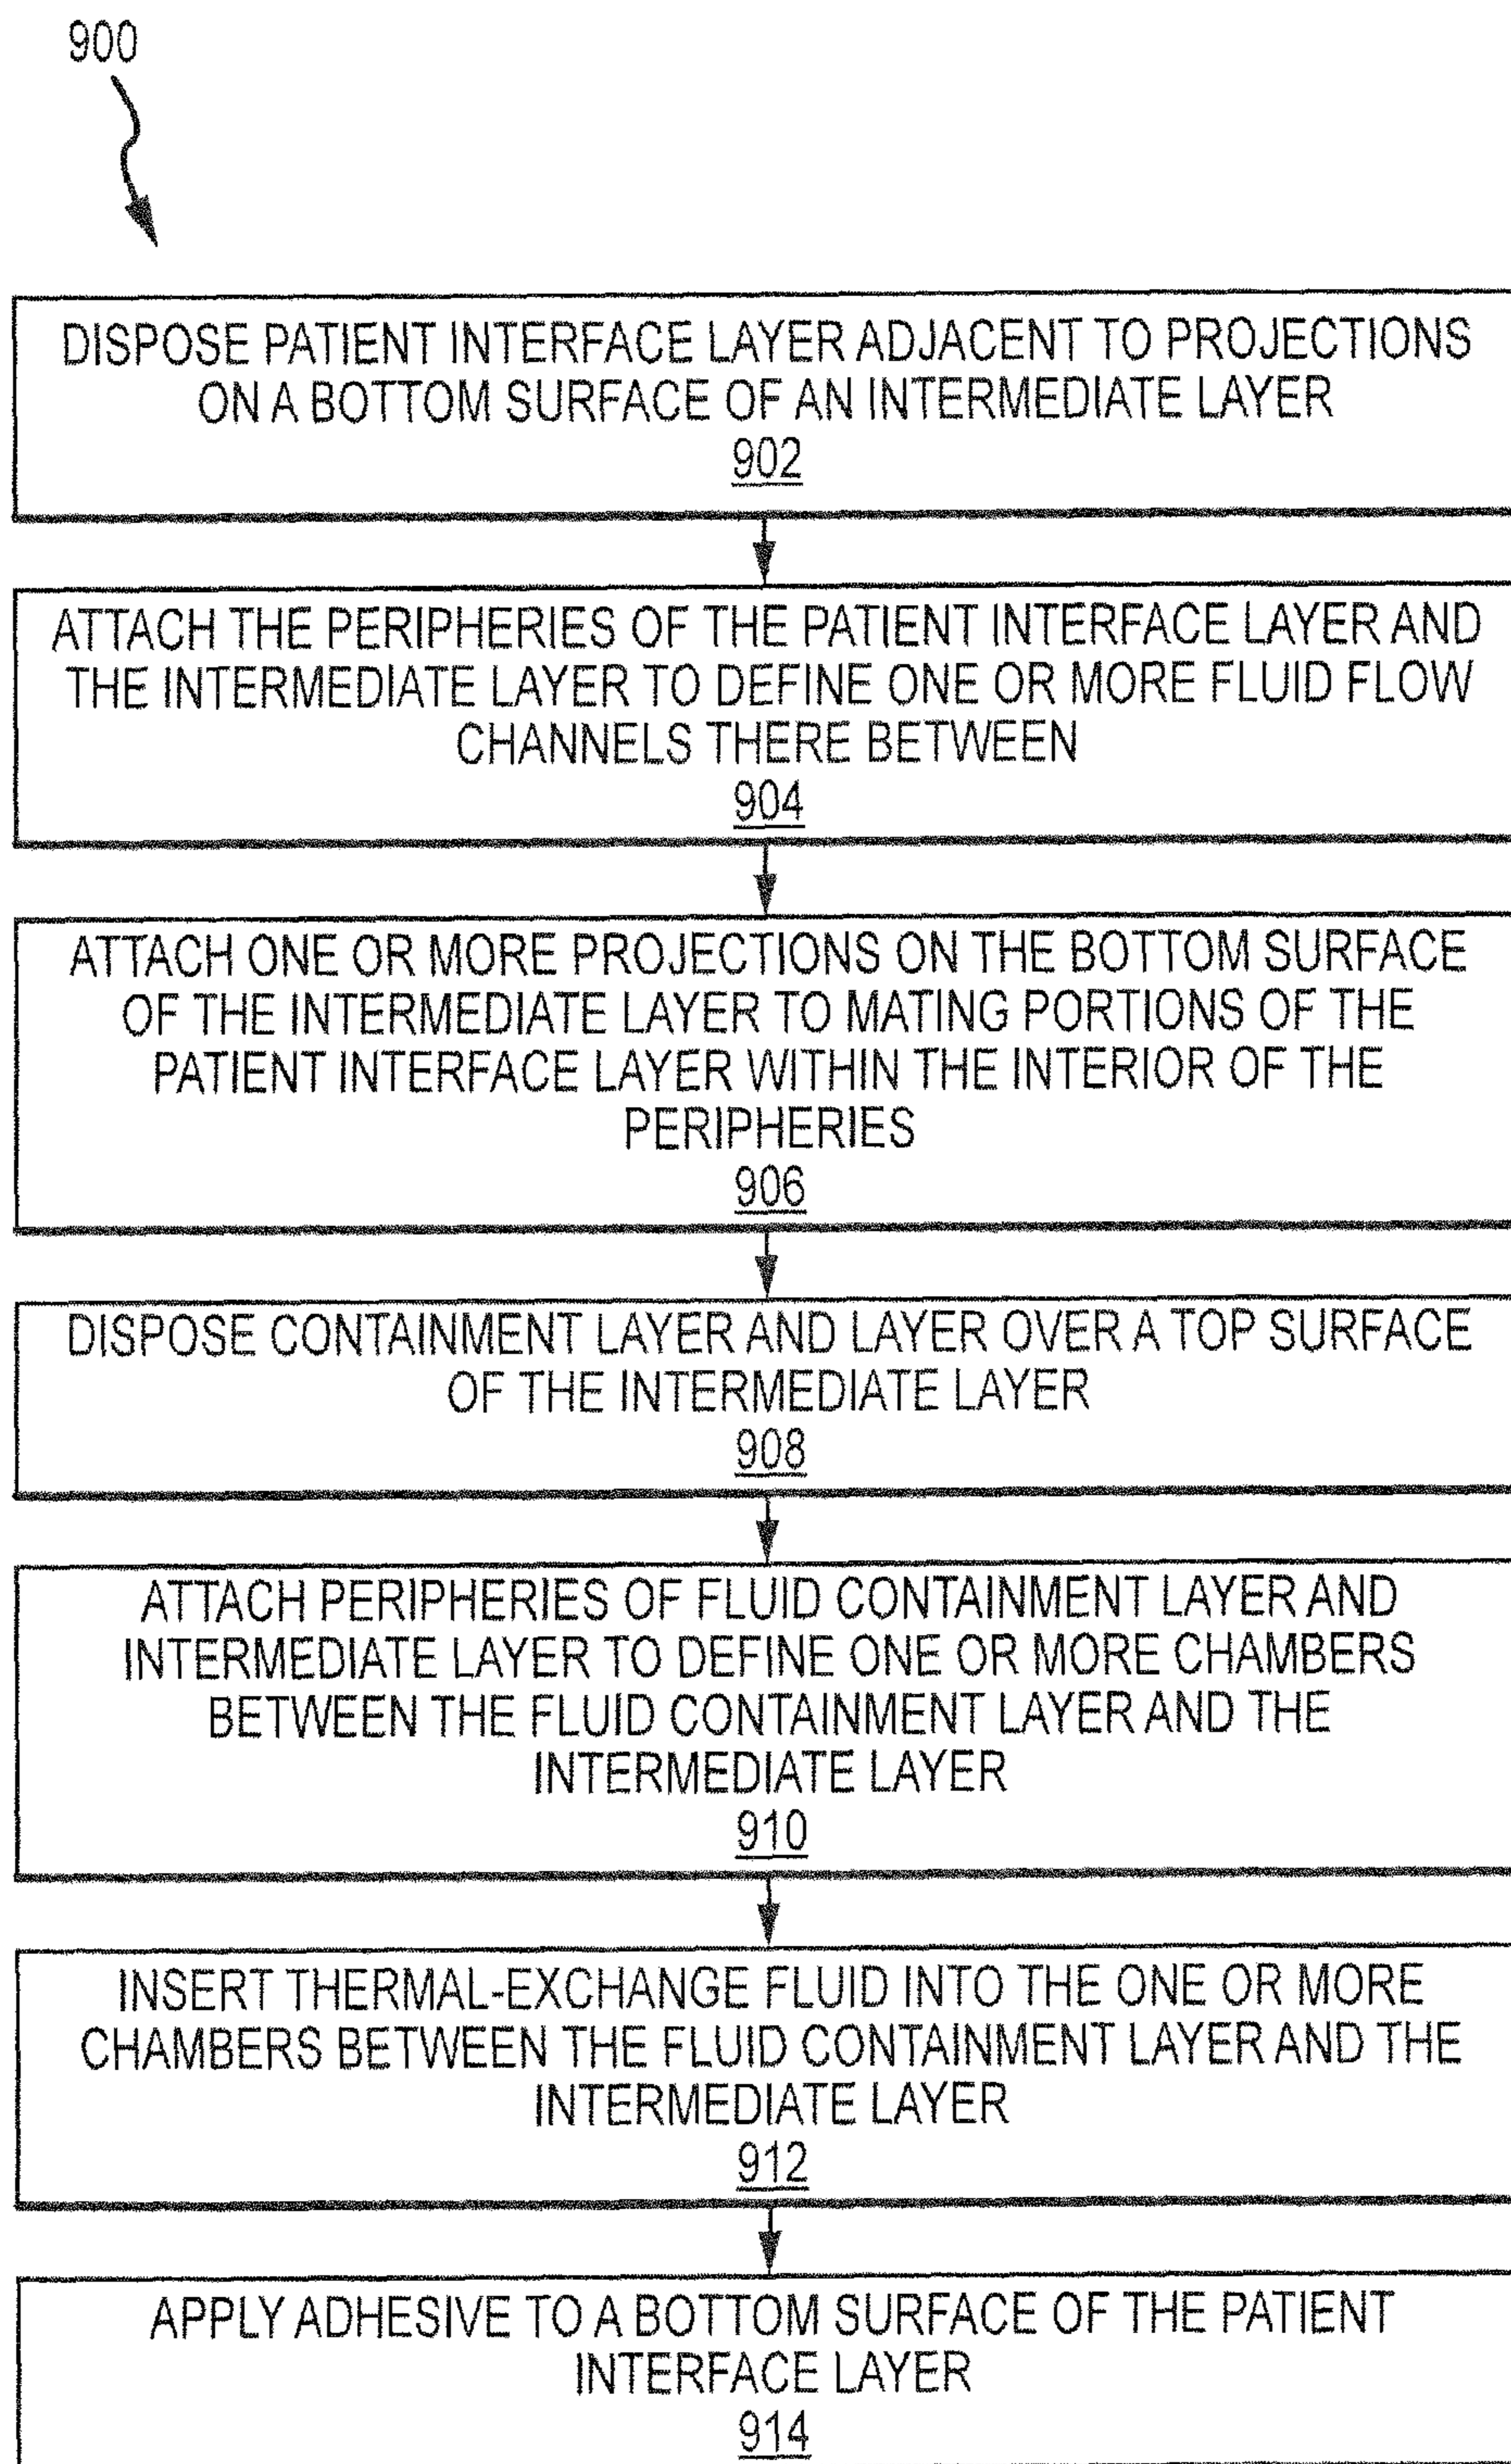 900
DISPOSE PATIENT INTERFACE LAYER ADJACENT TO PROJECTIONS
ON A BOTTOM SURFACE OF AN INTERMEDIATE LAYER
902
ATTACH THE PERIPHERIES OF THE PATIENT INTERFACE LAYER AND
THE INTERMEDIATE LAYER TO DEFINE ONE OR MORE FLUID FLOW
CHANNELS THERE BETWEEN
904
ATTACH ONE OR MORE PROJECTIONS ON THE BOTTOM SURFACE
OF THE INTERMEDIATE LAYER TO MATING PORTIONS OF THE
PATIENT INTERFACE LAYER WITHIN THE INTERIOR OF THE
PERIPHERIES
906
DISPOSE CONTAINMENT LAYER AND LAYER OVER A TOP SURFACE
OF THE INTERMEDIATE LAYER
908
ATTACH PERIPHERIES OF FLUID CONTAINMENT LAYER AND
INTERMEDIATE LAYER TO DEFINE ONE OR MORE CHAMBERS
BETWEEN THE FLUID CONTAINMENT LAYER AND THE
INTERMEDIATE LAYER
910
INSERT THERMAL-EXCHANGE FLUID INTO THE ONE OR MORE
CHAMBERS BETWEEN THE FLUID CONTAINMENT LAYER AND THE
INTERMEDIATE LAYER
912
APPLY ADHESIVE TO A BOTTOM SURFACE OF THE PATIENT
INTERFACE LAYER
914